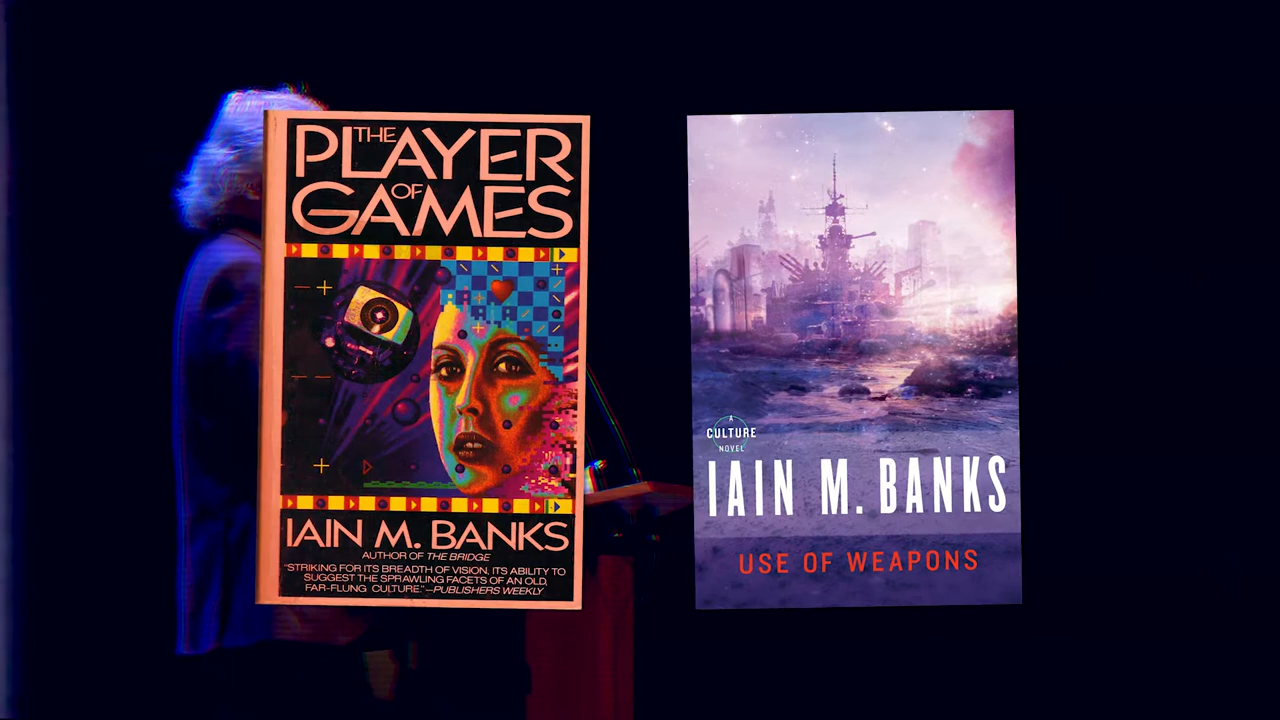 THE
PLAYER
OF
GAMES
IAIN M. BANKS
AUTHOR OF THE BRIDGE
"STRIKING FOR ITS BREADTH OF VISION, ITS ABILITY TO
SUGGEST THE SPRAWLING FACETS OF AN OLD,
FAR-FLUNG CULTURE."—PUBLISHERS WEEKLY
A
CULTURE
NOVEL
IAIN M. BANKS
USE OF WEAPONS